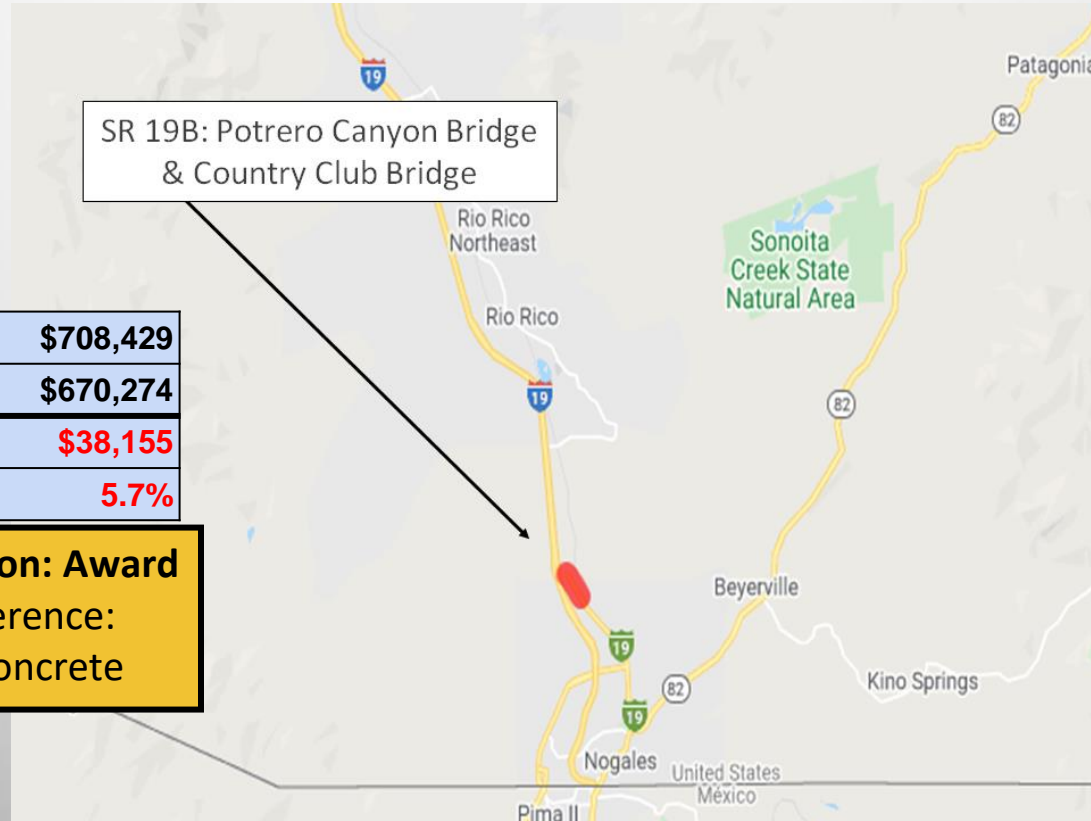 19
Patagonia
82
SR 19B: Potrero Canyon Bridge
& Country Club Bridge
Rio Rico
Northeast
Sonoita
Creek State
Natural Area
Rio Rico
$708,429
$670,274
$38,155
5.7%
19
82
on: Award
erence:
oncrete
Beyerville
19
82
Kino Springs
19
Nogales
United States
México
Pima II